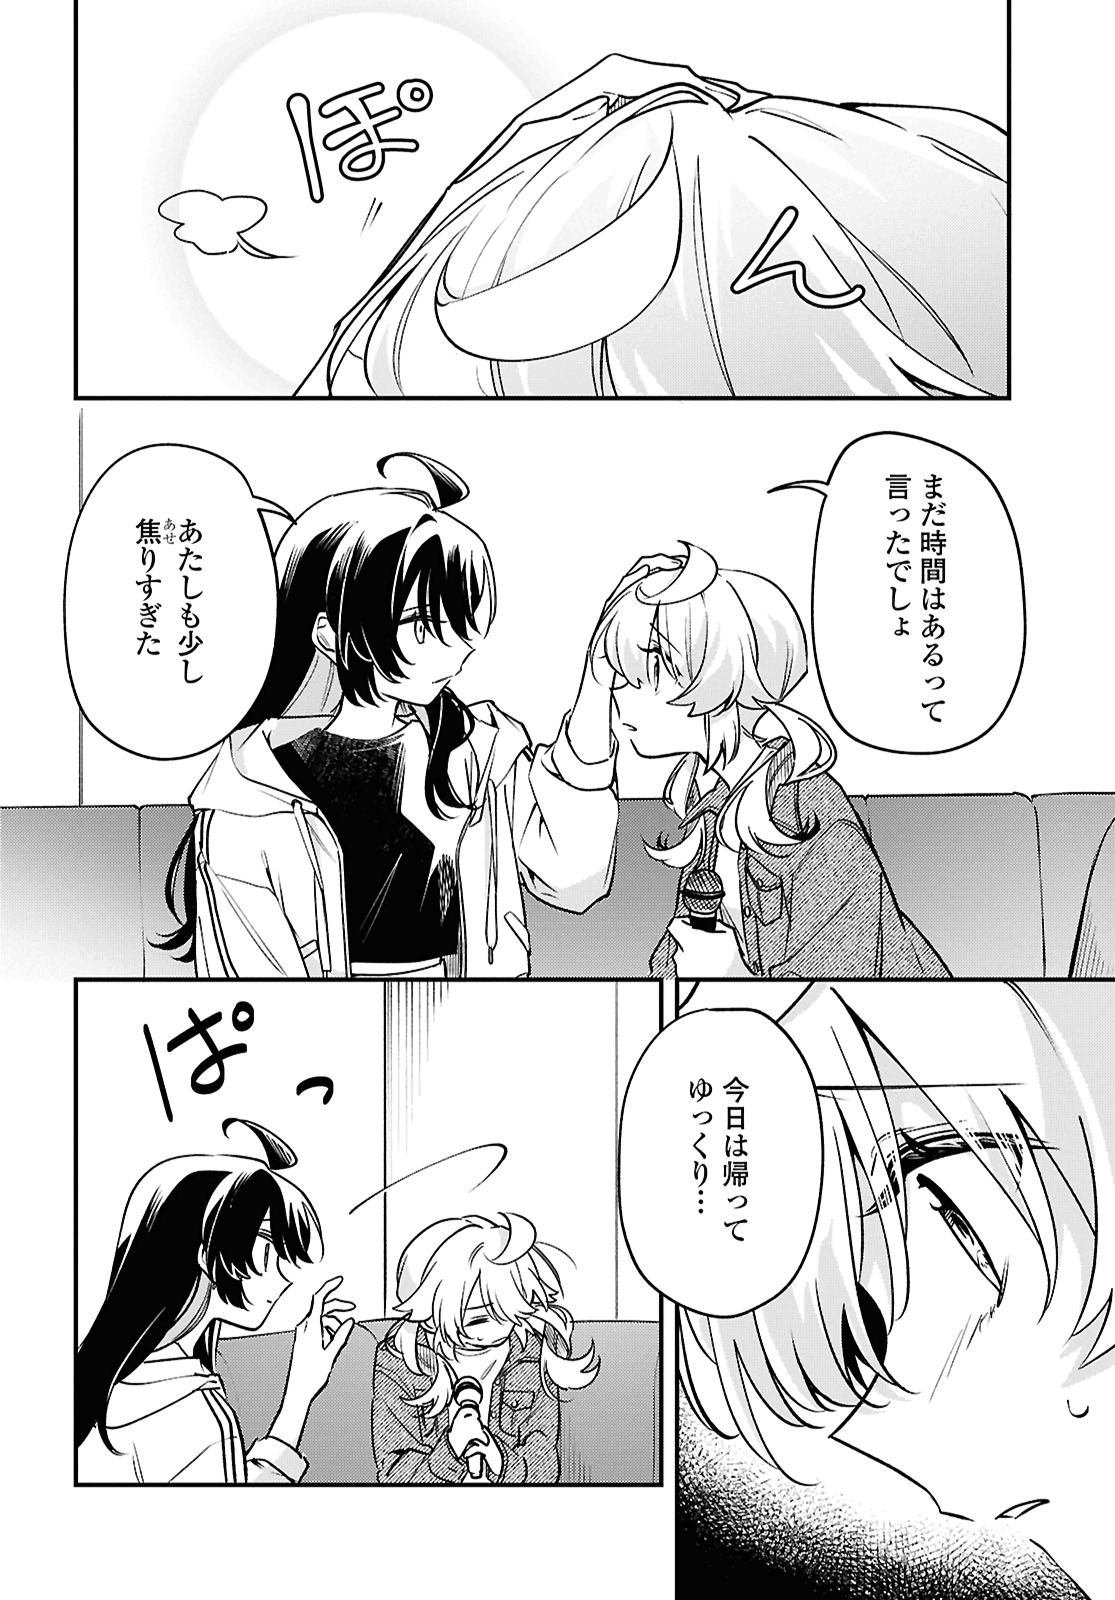 ぽ
ん
まだ時間はあるって
言ったでしょ
あたしも少し
焦りすぎた
あせ
今日は帰って
ゆっくり…
ぱっ